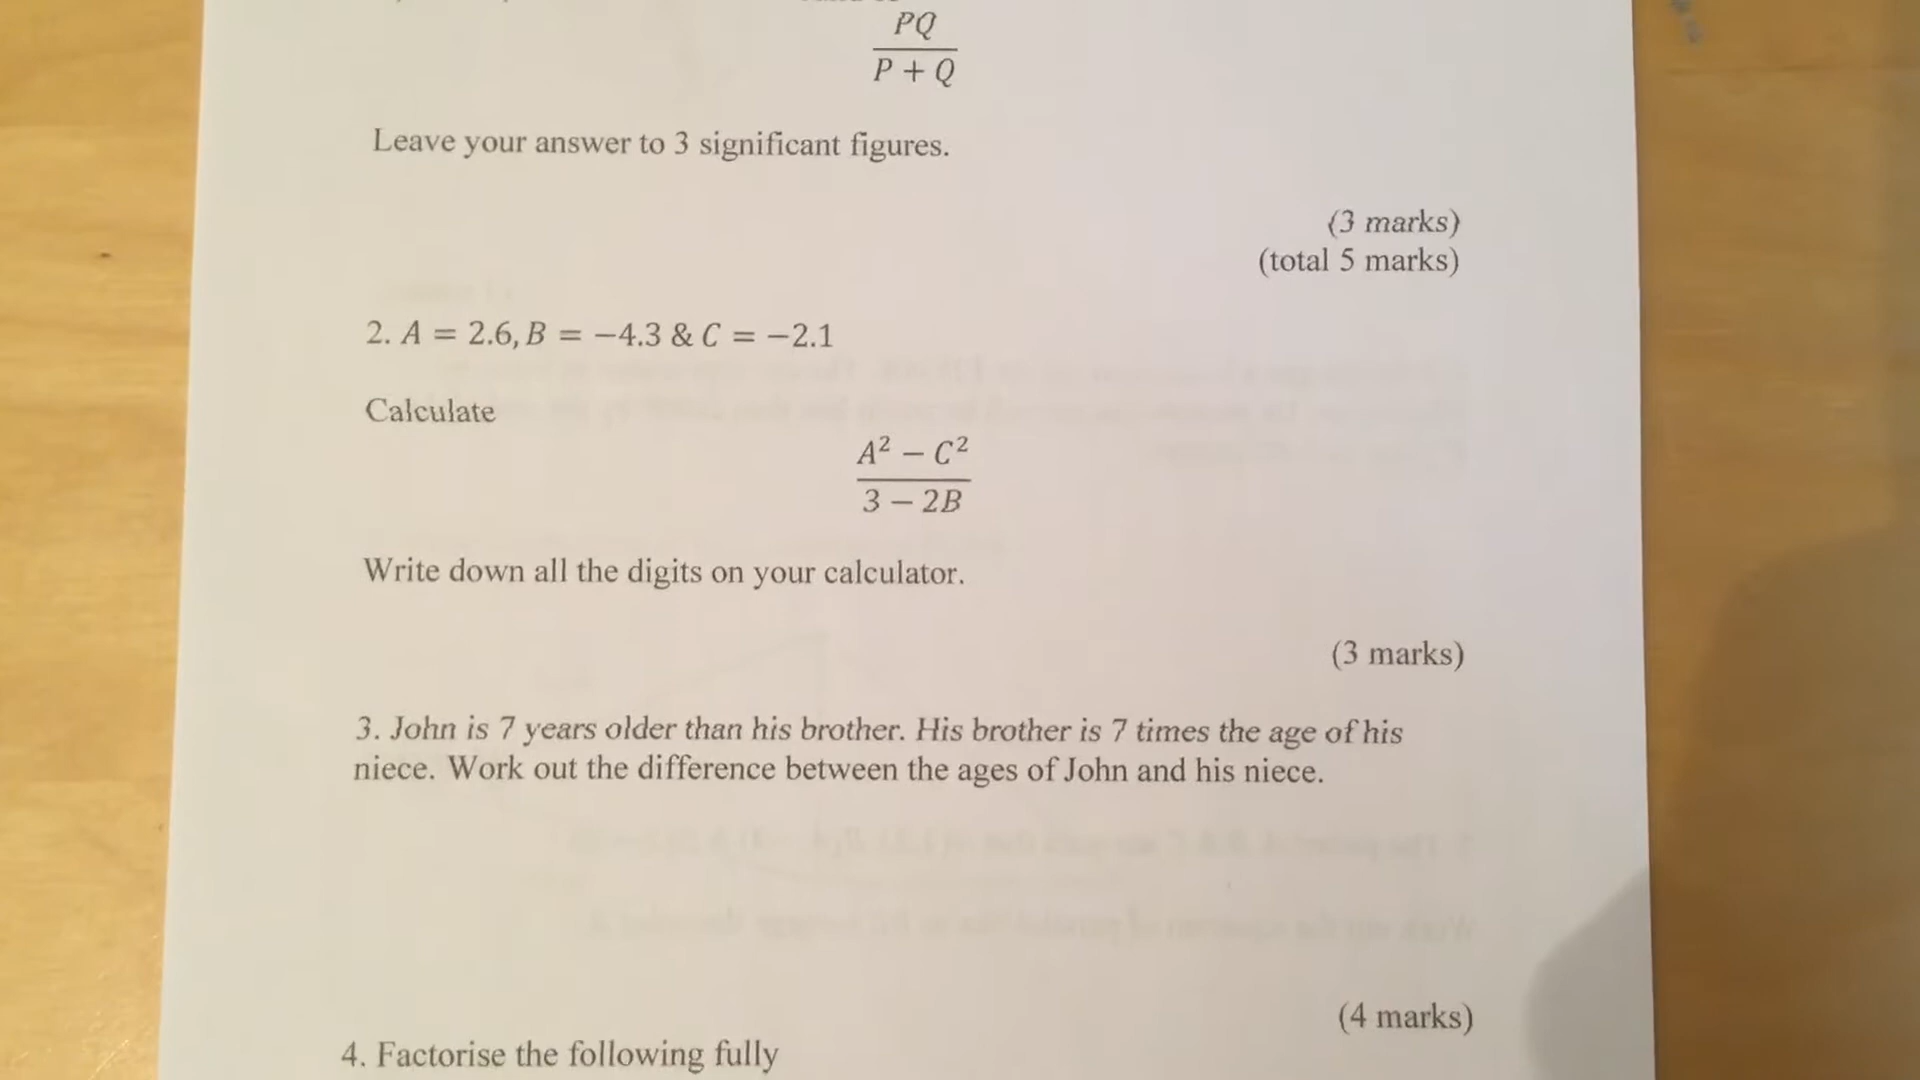 PQ
P + Q
Leave your answer to 3 significant figures.
(3 marks)
(total 5 marks)
2. A = 2.6, B = −4.3 & C = −2.1
Calculate
A² − C²
3 − 2B
Write down all the digits on your calculator.
(3 marks)
3. John is 7 years older than his brother. His brother is 7 times the age of his
niece. Work out the difference between the ages of John and his niece.
(4 marks)
4. Factorise the following fully